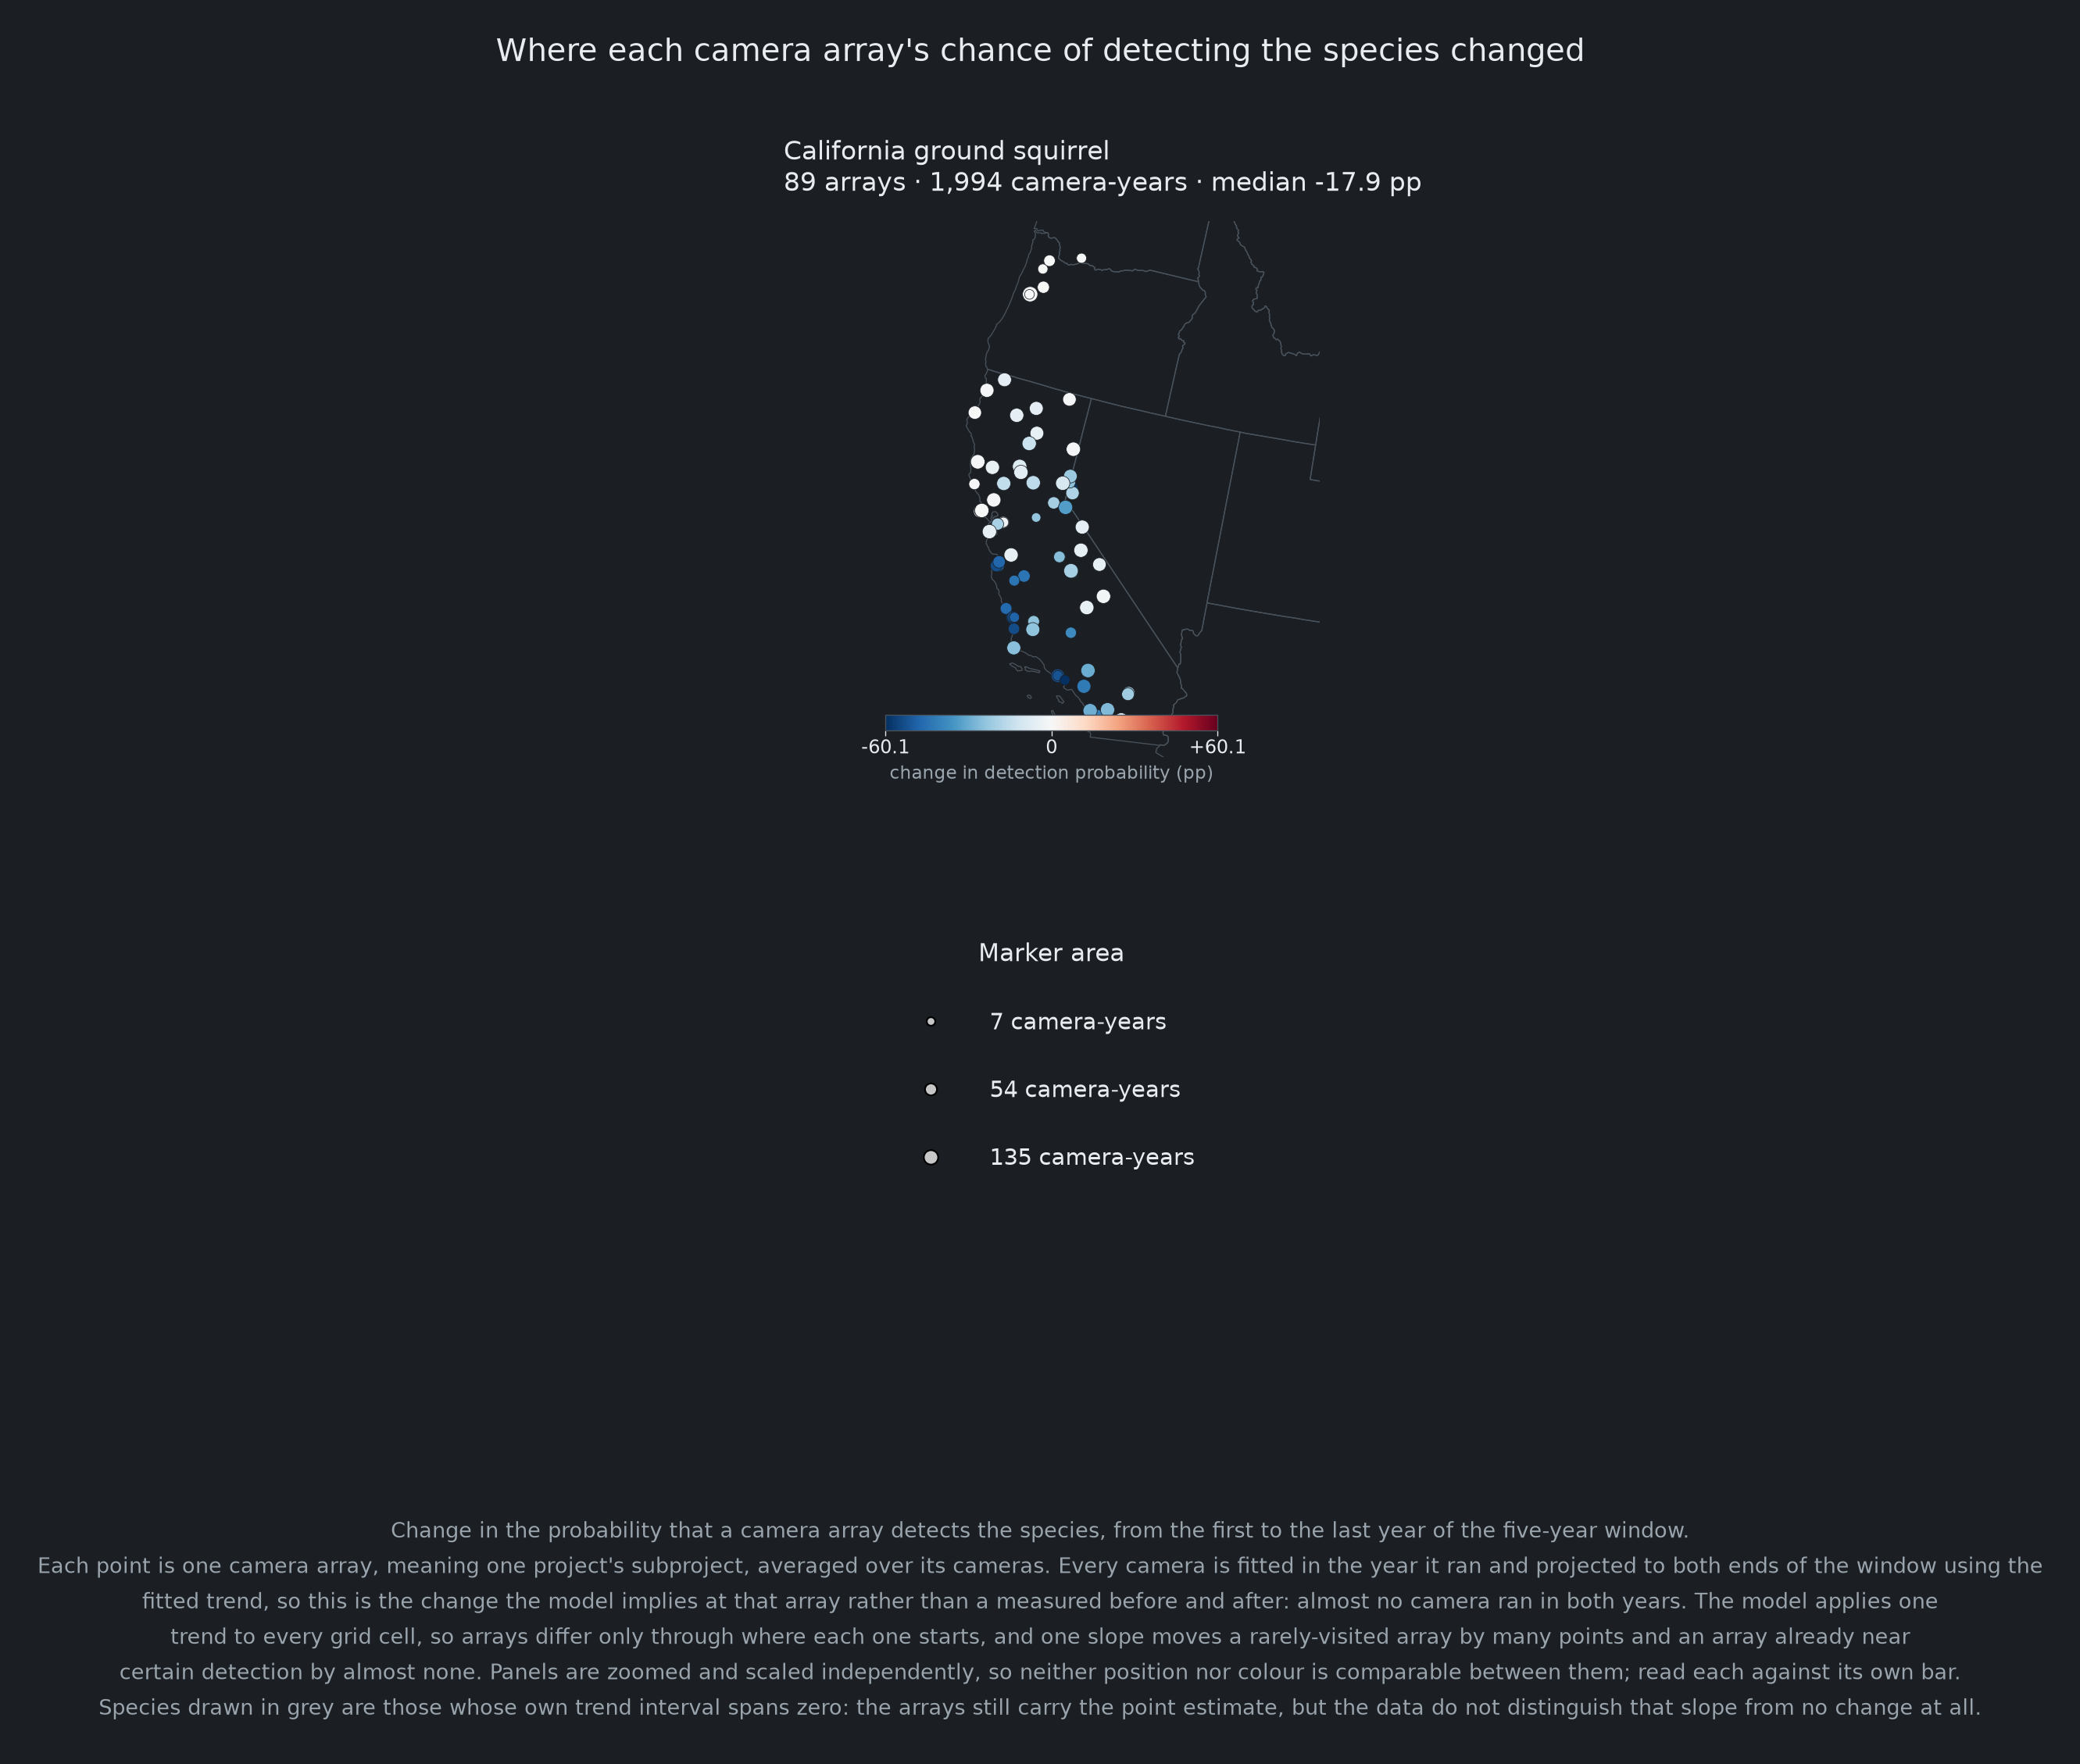 Where each camera array's chance of detecting the species changed
California ground squirrel
89 arrays · 1,994 camera-years · median -17.9 pp
-60.1 0 +60.1
change in detection probability (pp)
Marker area
7 camera-years
54 camera-years
135 camera-years
Change in the probability that a camera array detects the species, from the first to the last year of the five-year window.
Each point is one camera array, meaning one project's subproject, averaged over its cameras. Every camera is fitted in the year it ran and projected to both ends of the window using the
fitted trend, so this is the change the model implies at that array rather than a measured before and after: almost no camera ran in both years. The model applies one
trend to every grid cell, so arrays differ only through where each one starts, and one slope moves a rarely-visited array by many points and an array already near
certain detection by almost none. Panels are zoomed and scaled independently, so neither position nor colour is comparable between them; read each against its own bar.
Species drawn in grey are those whose own trend interval spans zero: the arrays still carry the point estimate, but the data do not distinguish that slope from no change at all.